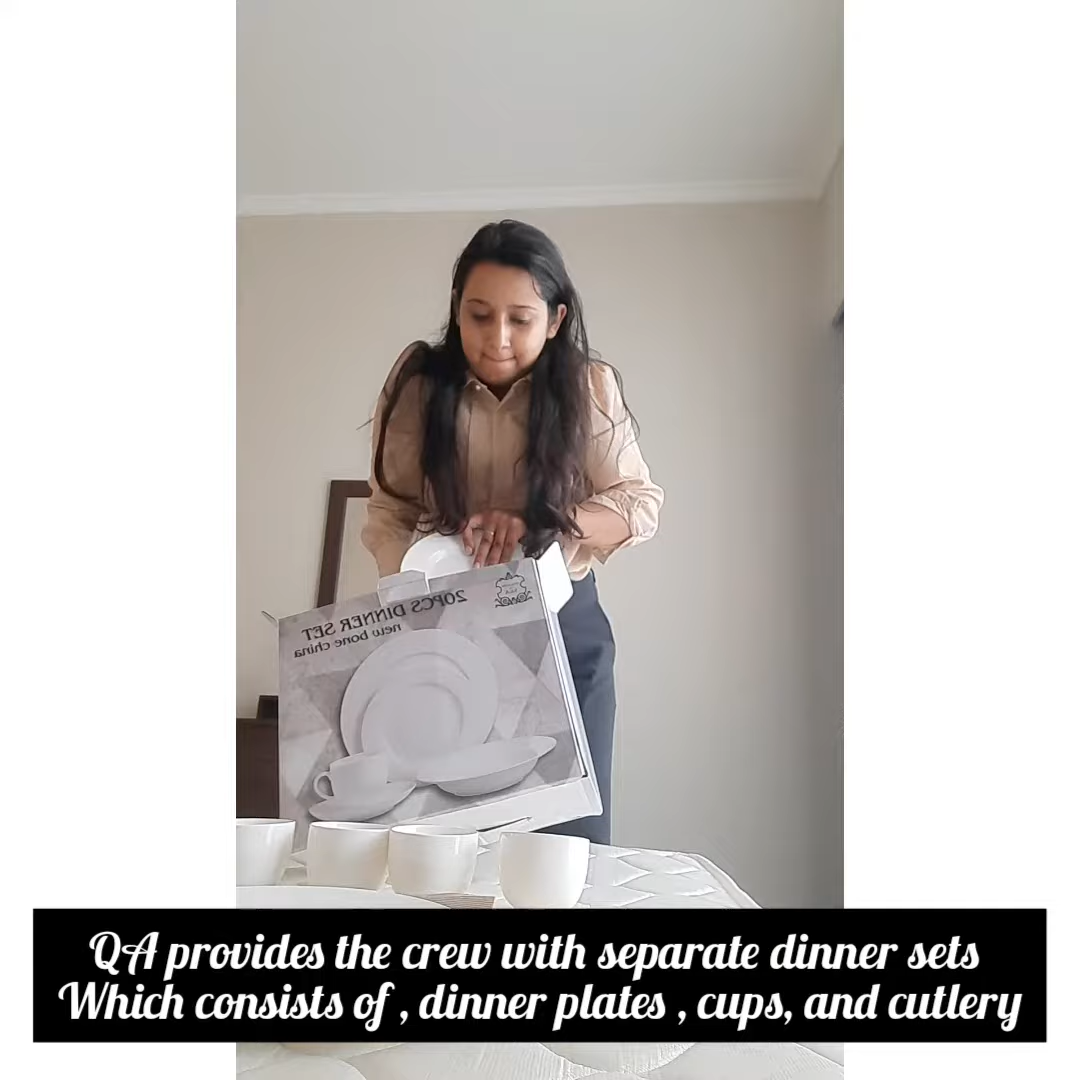 20PCS DINNER SET
new bone china
QA provides the crew with separate dinner sets
Which consists of , dinner plates , cups, and cutlery